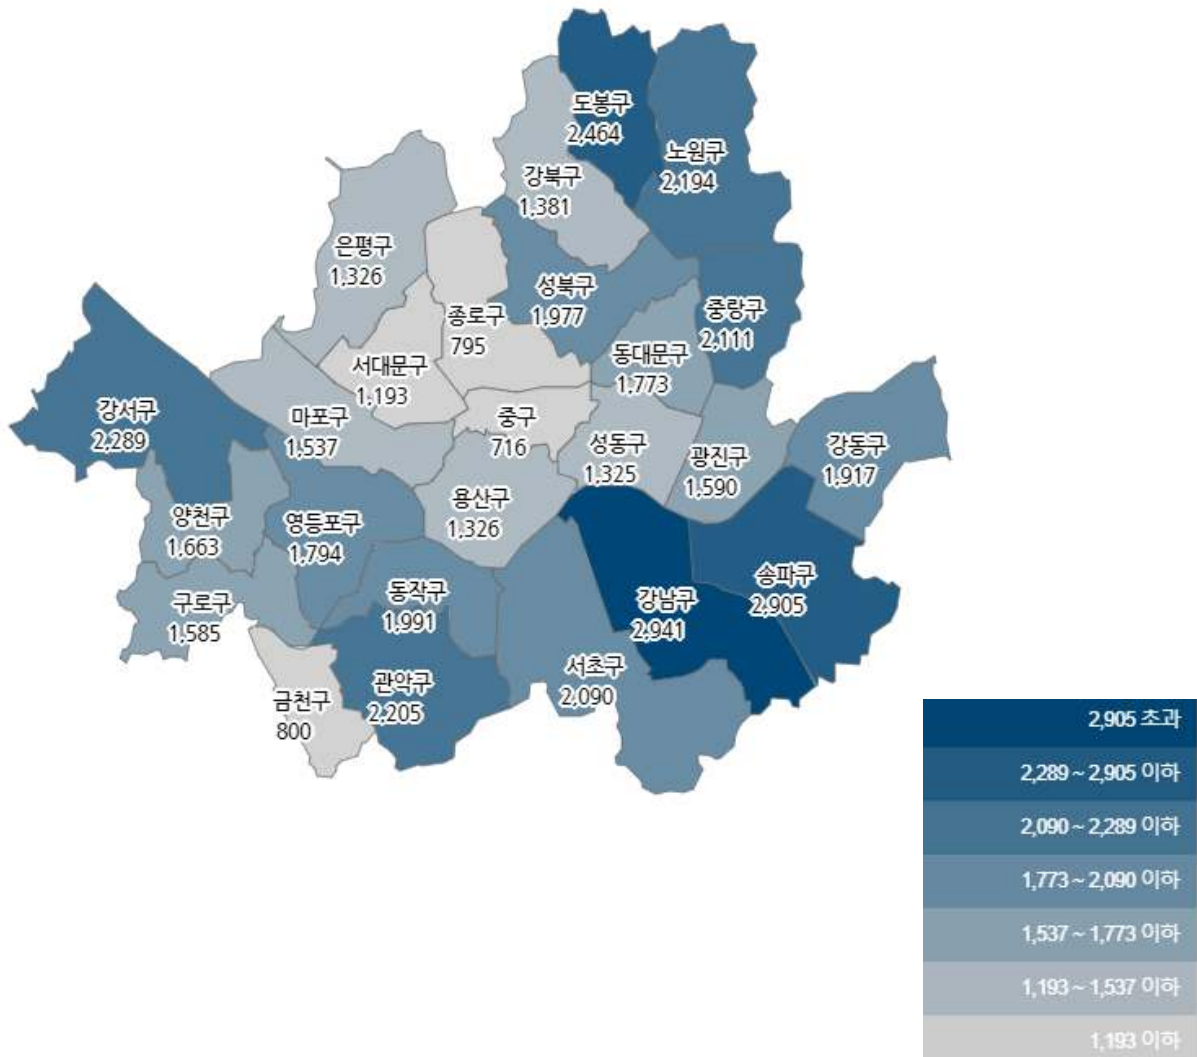 도봉구
2,464
노원구
2,194
강북구
1,381
은평구
1,326
성북구
1,977
종로구
795
중랑구
2,111
동대문구
1,773
서대문구
1,193
강서구
2,289
마포구
1,537
중구
716
성동구
1,325
광진구
1,590
강동구
1,917
용산구
1,326
양천구
1,663
영등포구
1,794
송파구
2,905
구로구
1,585
동작구
1,991
강남구
2,941
서초구
2,090
관악구
2,205
금천구
800
2,905 초과
2,289 ~ 2,905 이하
2,090 ~ 2,289 이하
1,773 ~ 2,090 이하
1,537 ~ 1,773 이하
1,193 ~ 1,537 이하
1,193 이하